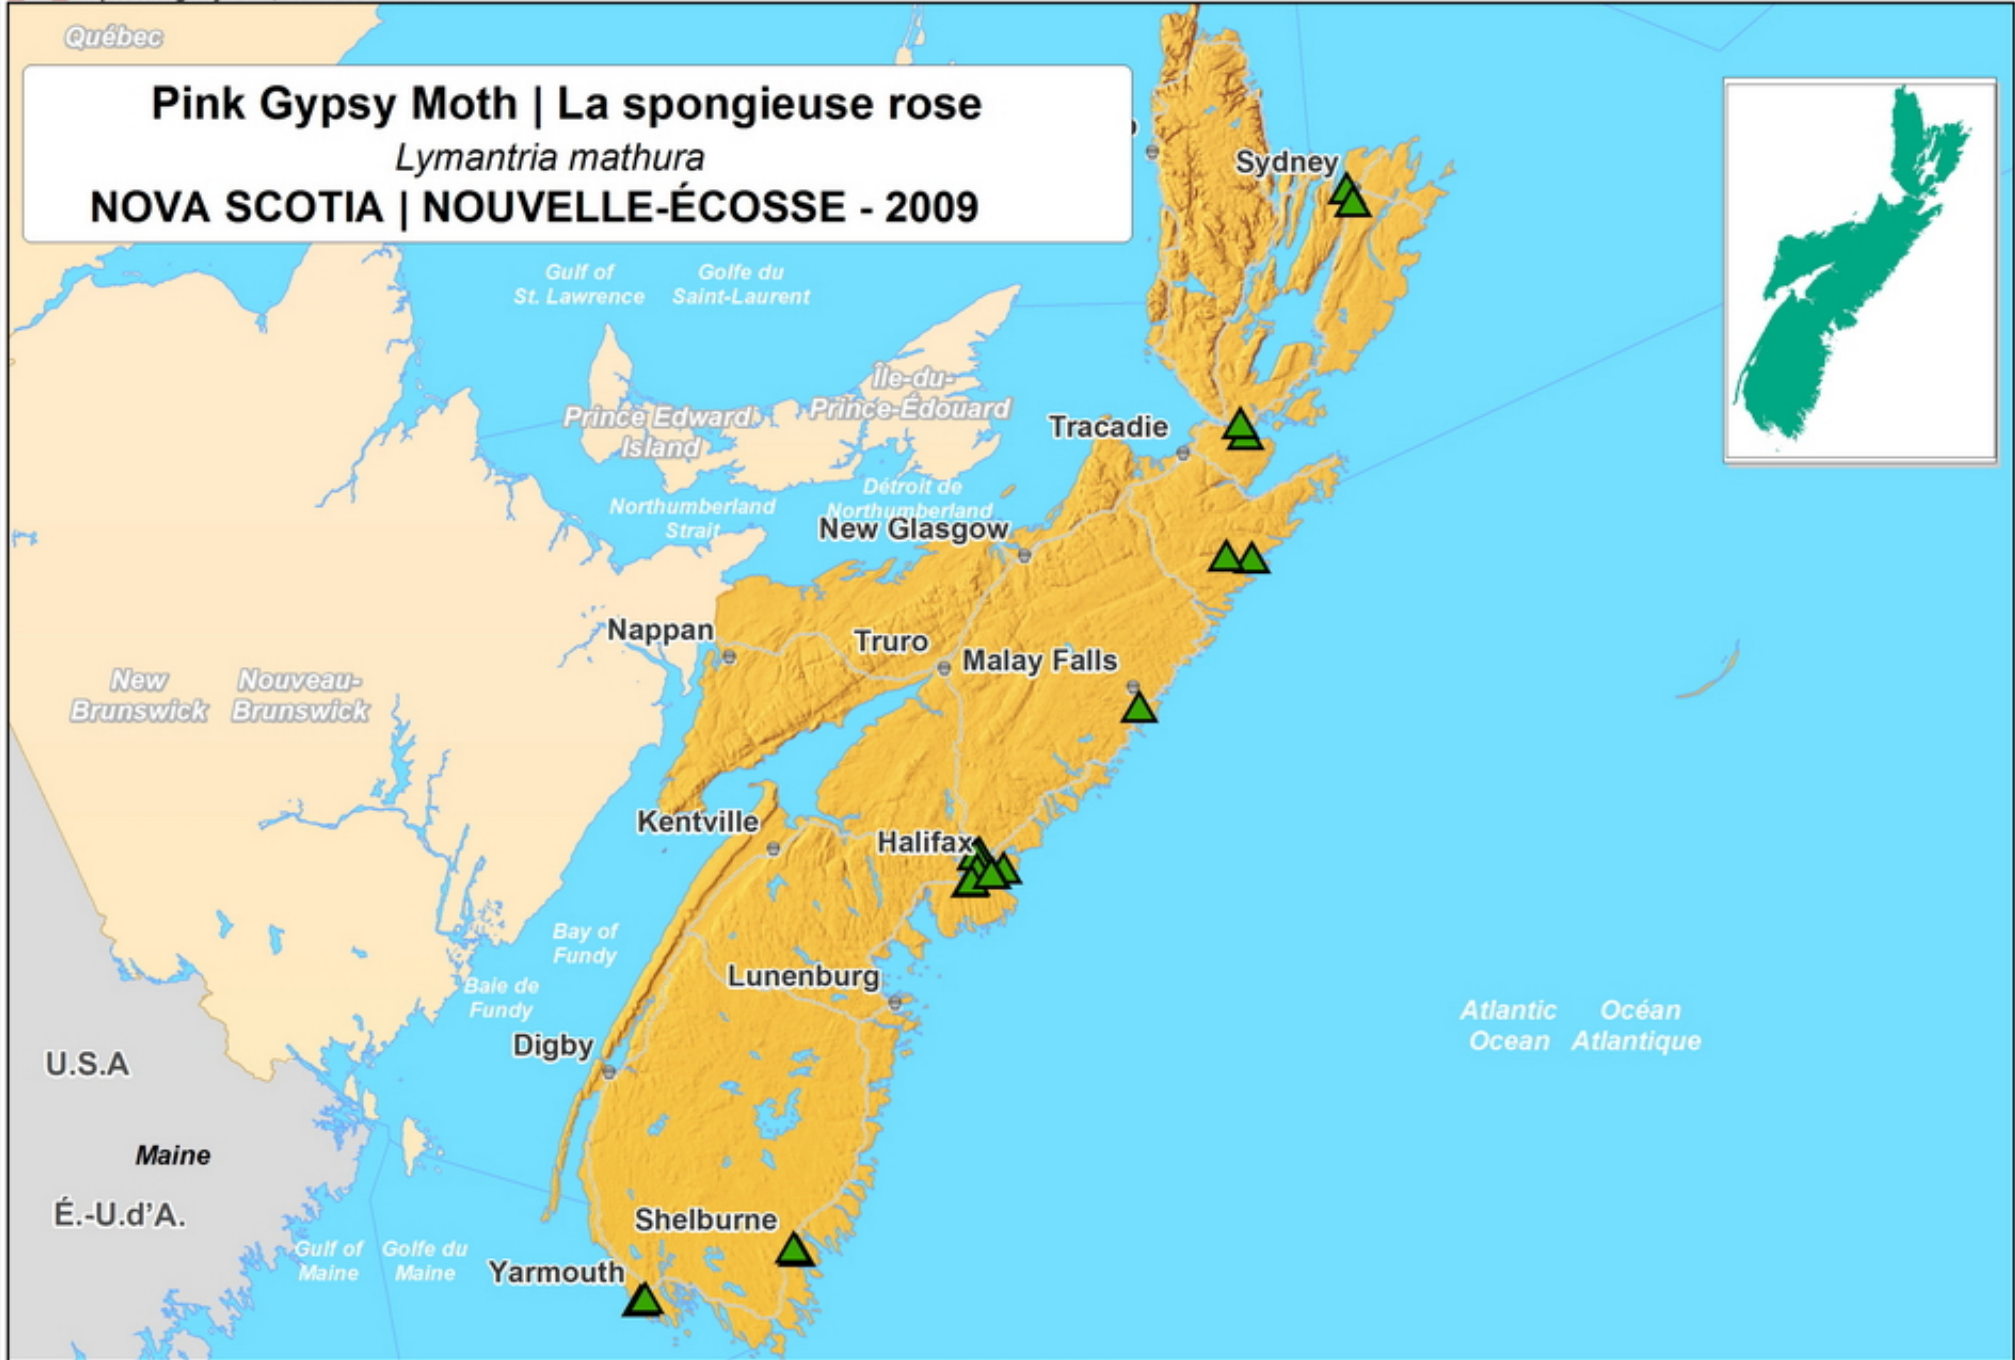 Québec
Pink Gypsy Moth | La spongieuse rose
Lymantria mathura
NOVA SCOTIA | NOUVELLE-ÉCOSSE - 2009
Sydney
Gulf of
St. Lawrence
Golfe du
Saint-Laurent
Prince Edward
Island
Île-du-
Prince-Édouard
Tracadie
Northumberland
Strait
Détroit de
Northumberland
New Glasgow
Nappan
Truro
Malay Falls
New
Brunswick
Nouveau-
Brunswick
Kentville
Halifax
Bay of
Fundy
Baie de
Fundy
Lunenburg
Digby
Atlantic
Ocean
Océan
Atlantique
U.S.A
Maine
É.-U.d'A.
Shelburne
Gulf of
Maine
Golfe du
Maine
Yarmouth